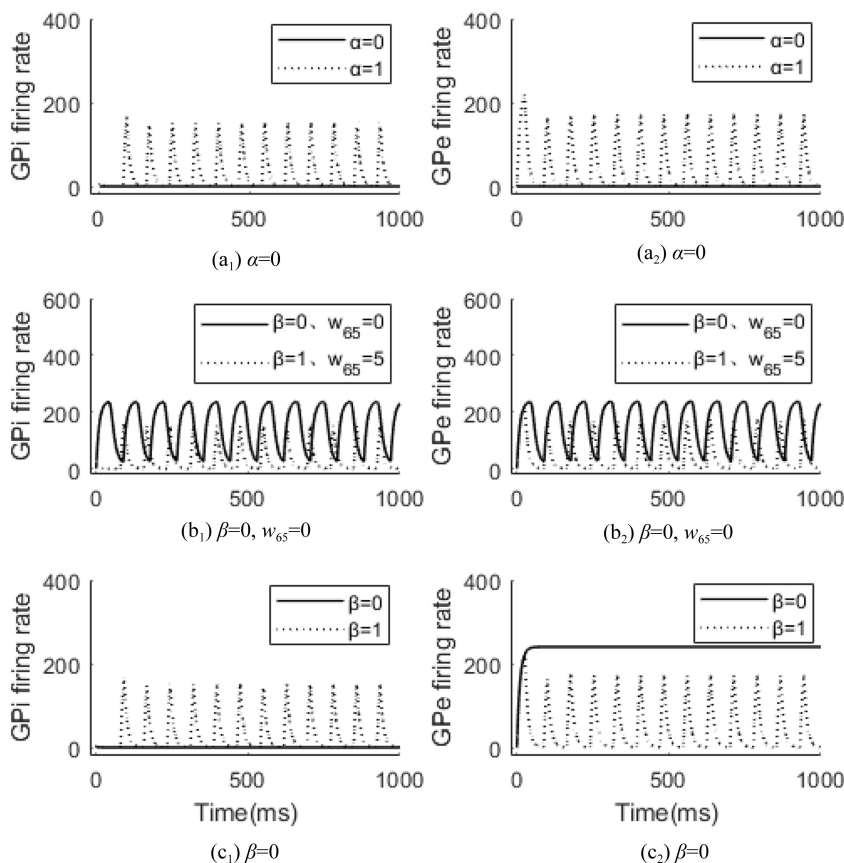 400
200
0
GPi firing rate
α=0
α=1
0
500
1000
(a₁) α=0
400
200
0
GPe firing rate
α=0
α=1
0
500
1000
(a₂) α=0
600
400
200
0
GPi firing rate
β=0、w₆₅=0
β=1、w₆₅=5
0
500
1000
(b₁) β=0, w₆₅=0
600
400
200
0
GPe firing rate
β=0、w₆₅=0
β=1、w₆₅=5
0
500
1000
(b₂) β=0, w₆₅=0
400
200
0
GPi firing rate
β=0
β=1
0
500
1000
Time(ms)
(c₁) β=0
400
200
0
GPe firing rate
β=0
β=1
0
500
1000
Time(ms)
(c₂) β=0